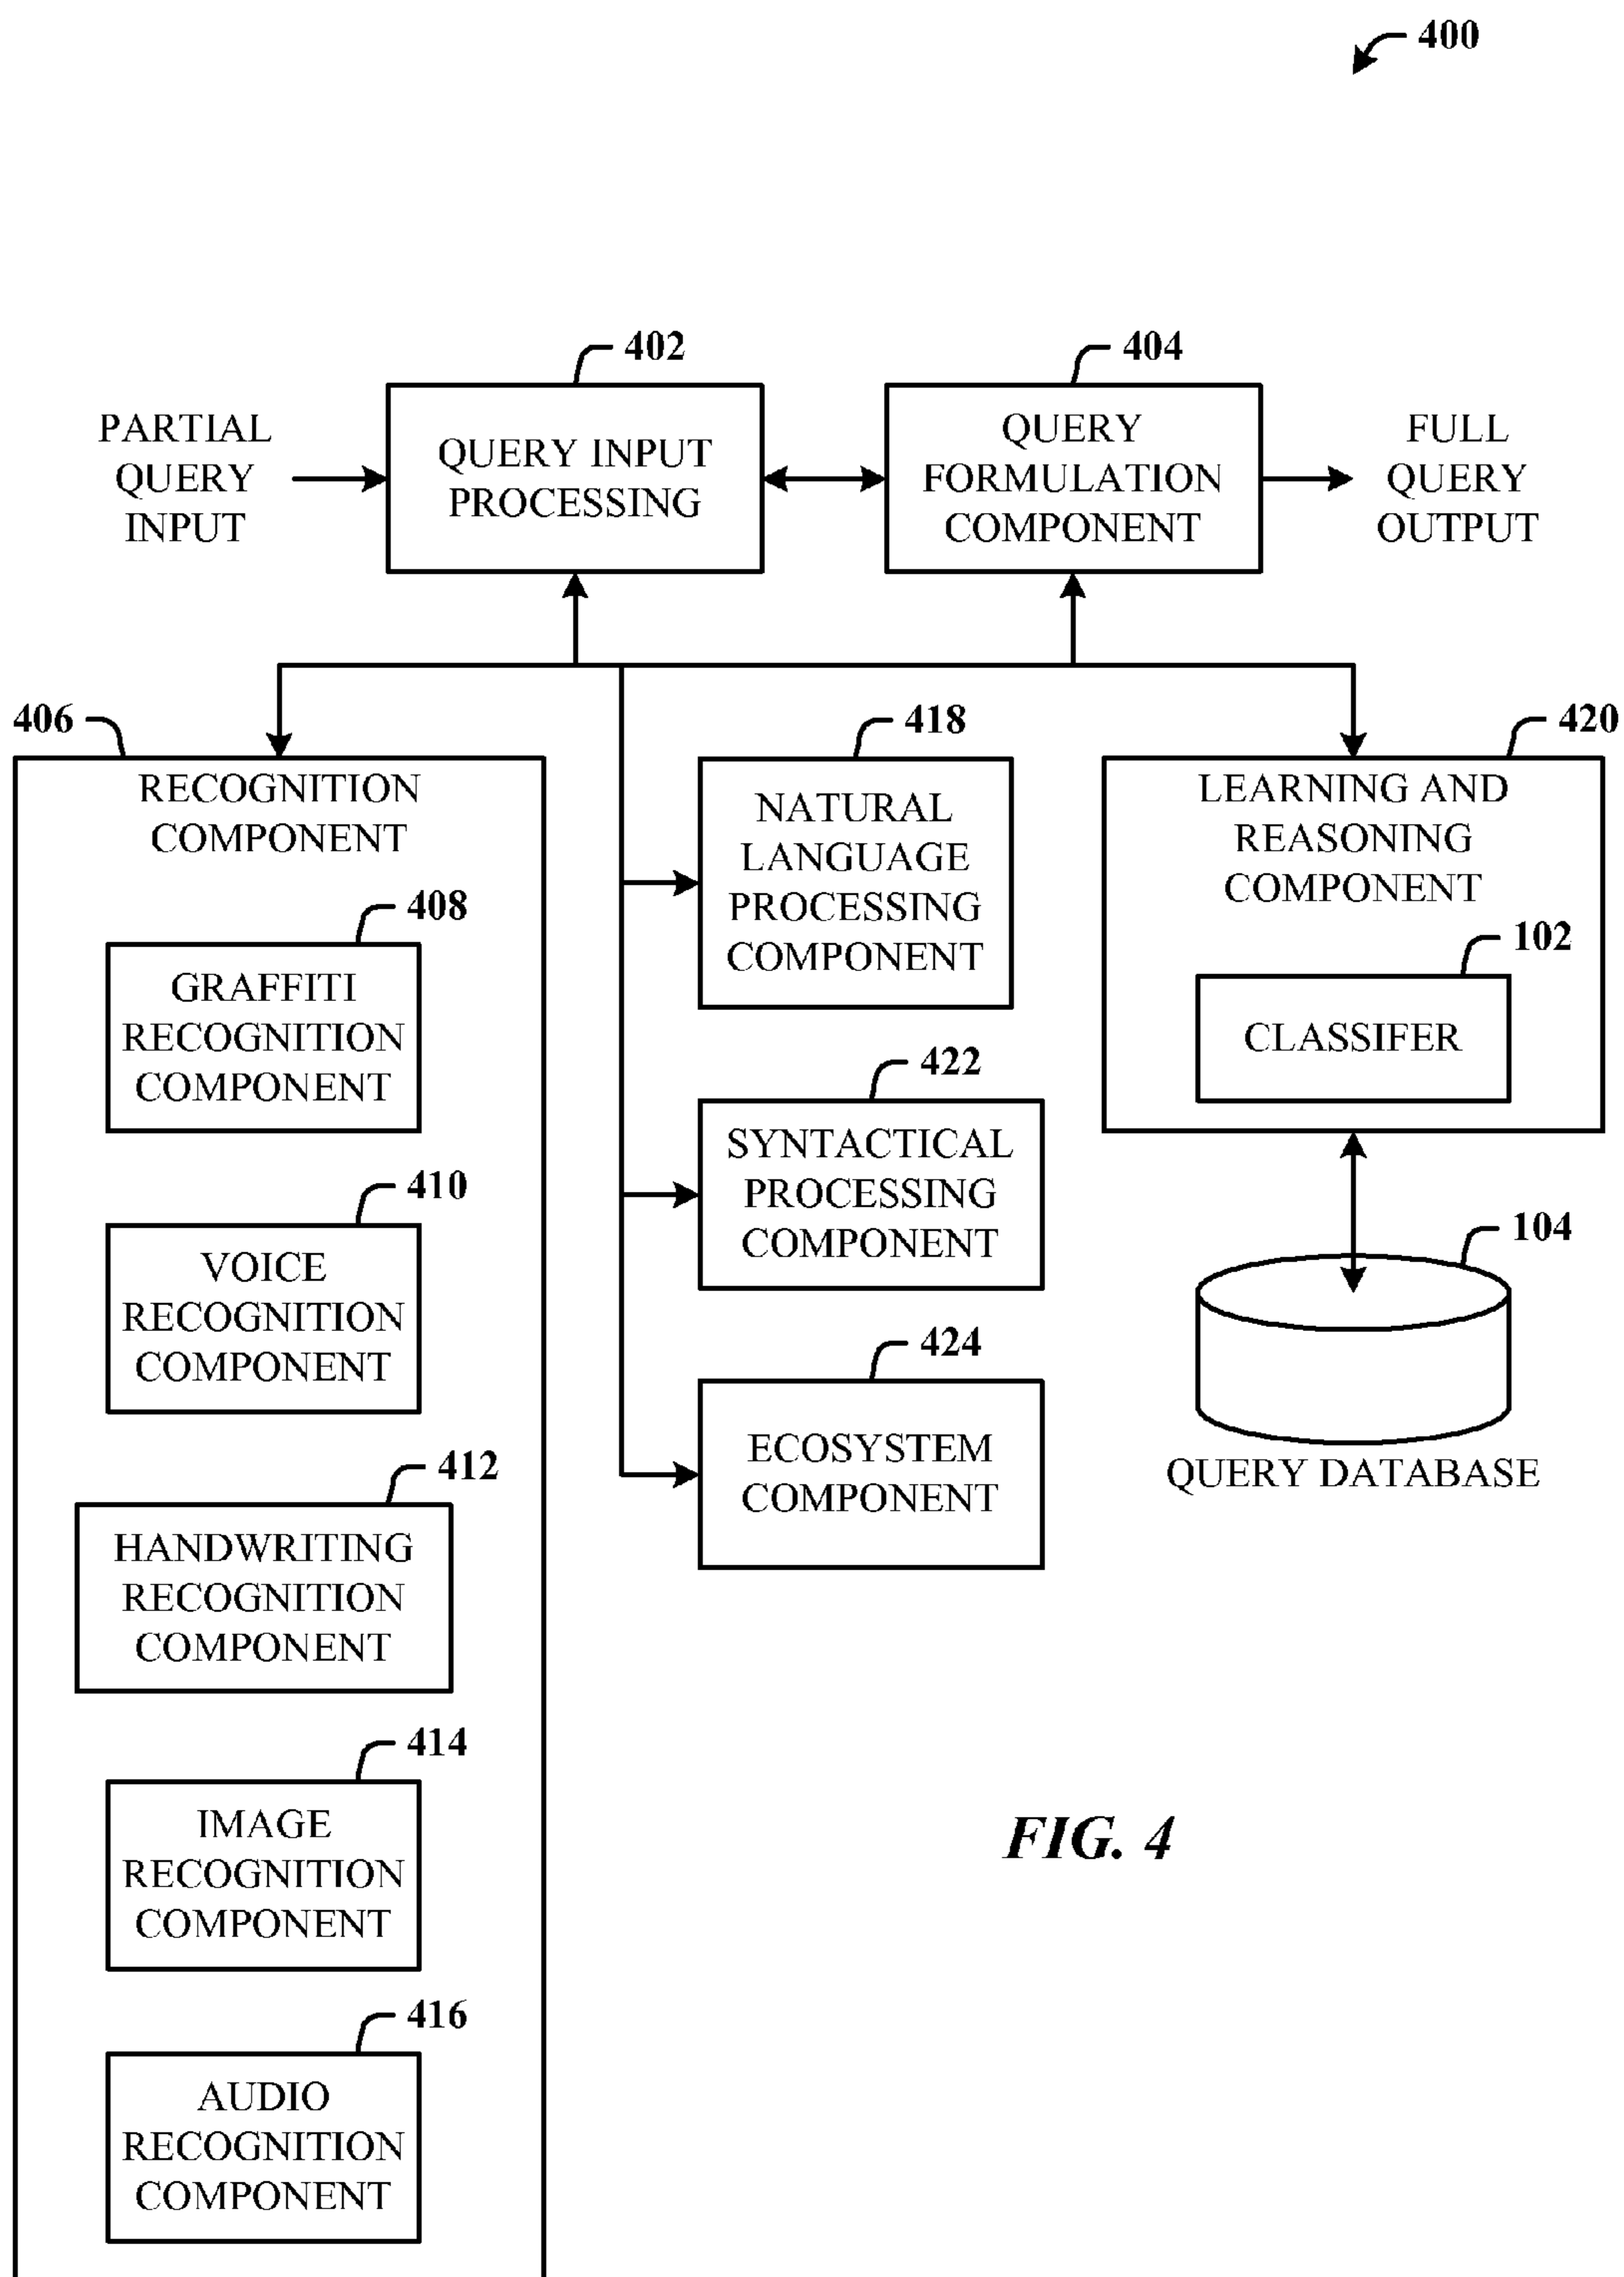 400
402
404
PARTIAL
QUERY
INPUT
QUERY INPUT
PROCESSING
QUERY
FORMULATION
COMPONENT
FULL
QUERY
OUTPUT
406
RECOGNITION
COMPONENT
408
GRAFFITI
RECOGNITION
COMPONENT
410
VOICE
RECOGNITION
COMPONENT
412
HANDWRITING
RECOGNITION
COMPONENT
414
IMAGE
RECOGNITION
COMPONENT
416
AUDIO
RECOGNITION
COMPONENT
418
NATURAL
LANGUAGE
PROCESSING
COMPONENT
422
SYNTACTICAL
PROCESSING
COMPONENT
424
ECOSYSTEM
COMPONENT
420
LEARNING AND
REASONING
COMPONENT
102
CLASSIFER
104
QUERY DATABASE
FIG. 4